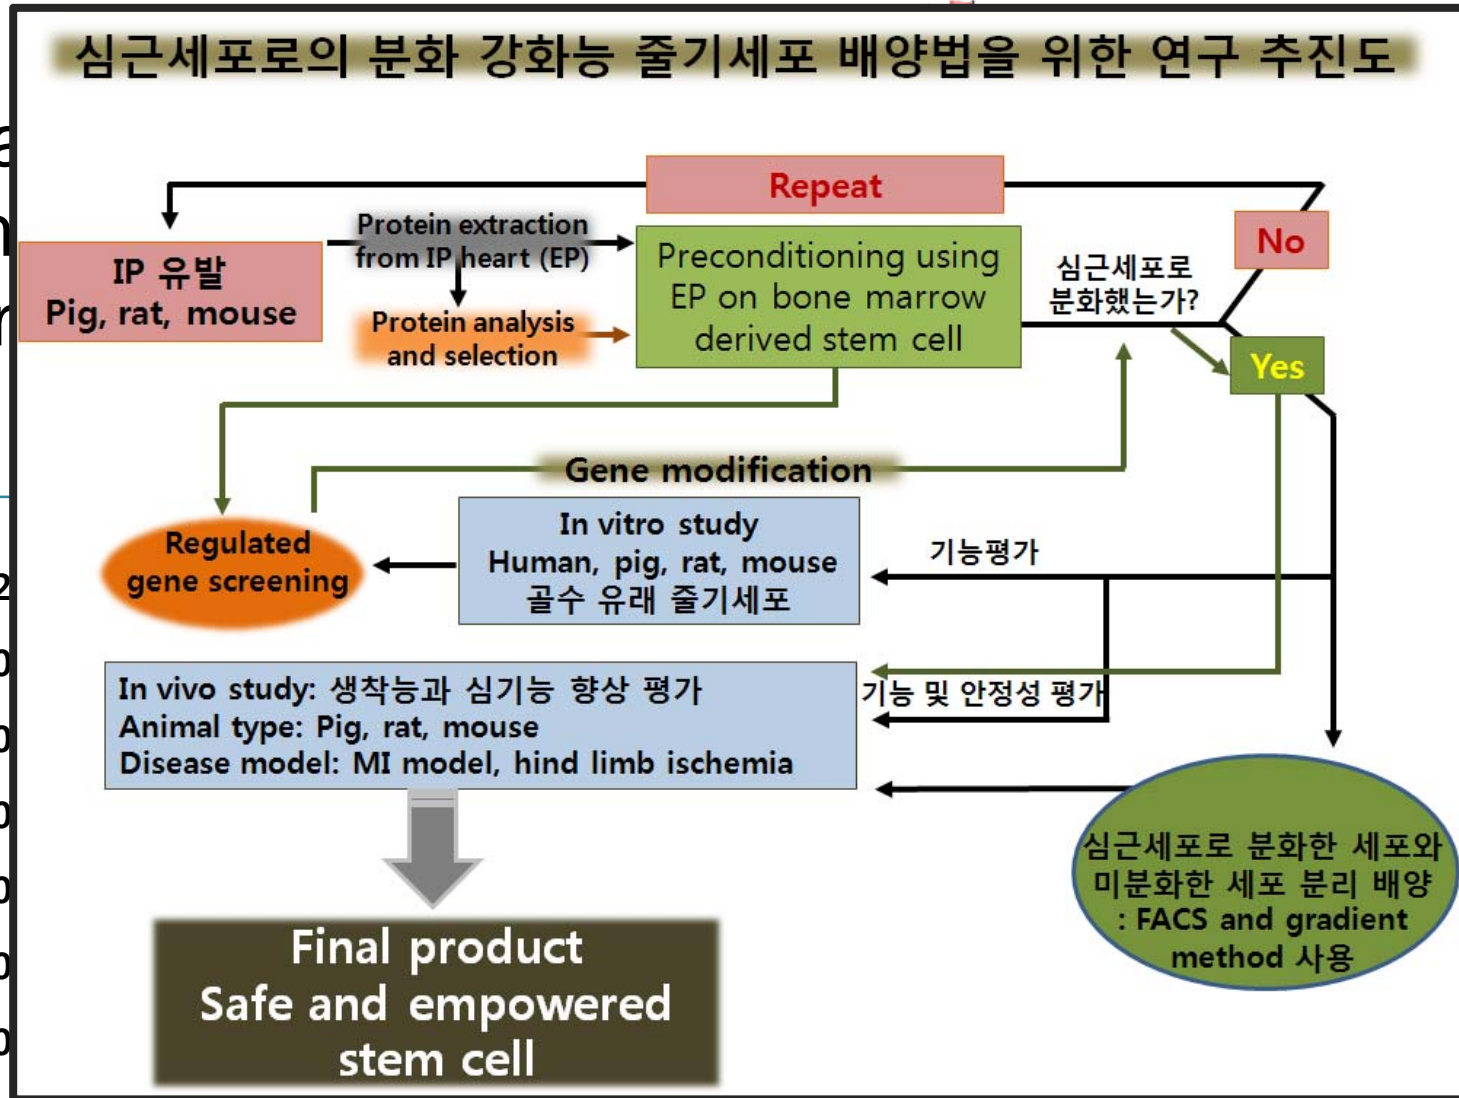 심근세포로의 분화 강화능 줄기세포 배양법을 위한 연구 추진도
Repeat
No
IP 유발
Pig, rat, mouse
Protein extraction
from IP heart (EP)
Protein analysis
and selection
Preconditioning using
EP on bone marrow
derived stem cell
심근세포로
분화했는가?
Yes
Gene modification
Regulated
gene screening
In vitro study
Human, pig, rat, mouse
골수 유래 줄기세포
기능평가
In vivo study: 생착능과 심기능 향상 평가
Animal type: Pig, rat, mouse
Disease model: MI model, hind limb ischemia
기능 및 안정성 평가
심근세포로 분화한 세포와
미분화한 세포 분리 배양
: FACS and gradient
method 사용
Final product
Safe and empowered
stem cell